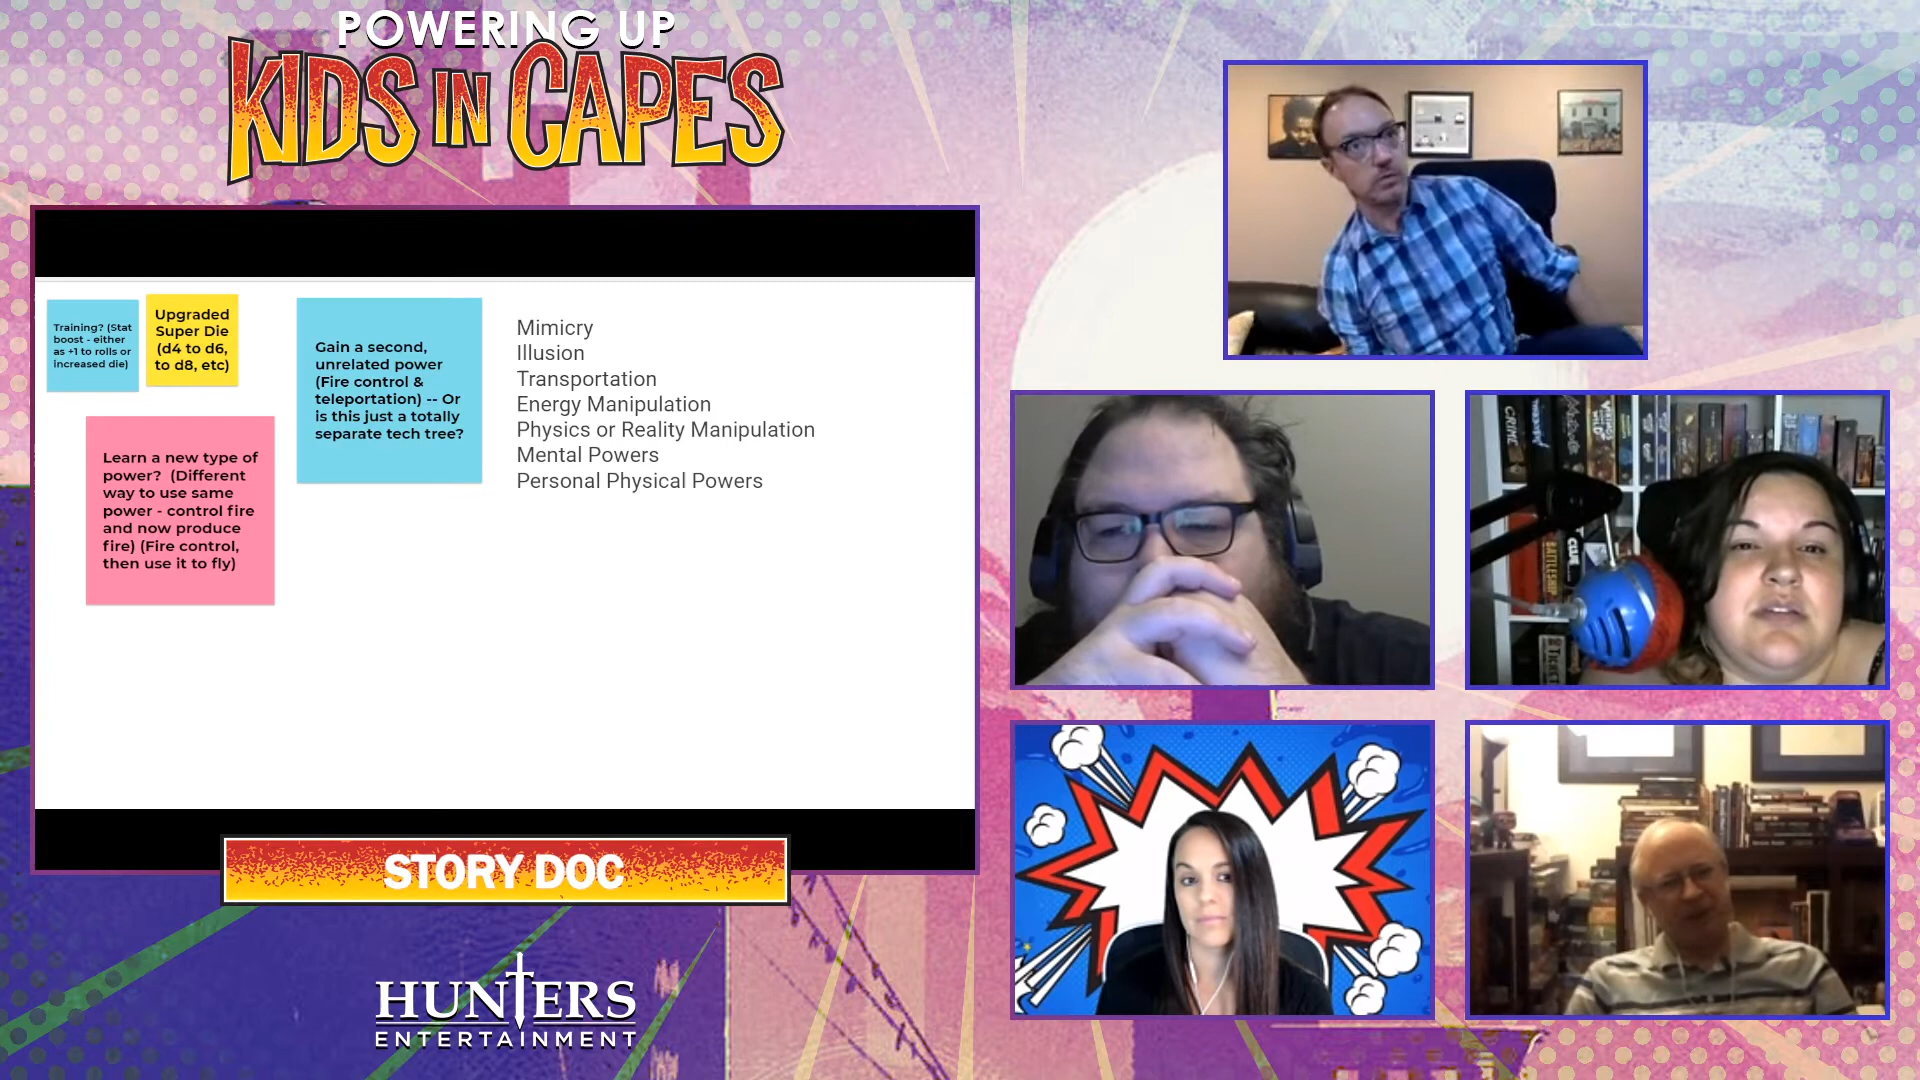 POWERING UP
KIDS IN CAPES
Training? (Stat
boost - either
as +1 to rolls or
increased die)
Upgraded
Super Die
(d4 to d6,
to d8, etc)
Gain a second,
unrelated power
(Fire control &
teleportation) -- Or
is this just a totally
separate tech tree?
Mimicry
Illusion
Transportation
Energy Manipulation
Physics or Reality Manipulation
Mental Powers
Personal Physical Powers
Learn a new type of
power? (Different
way to use same
power - control fire
and now produce
fire) (Fire control,
then use it to fly)
STORY DOC
HUNTERS
ENTERTAINMENT
CRIME
CLUE
BATTLESHIP
TICKET